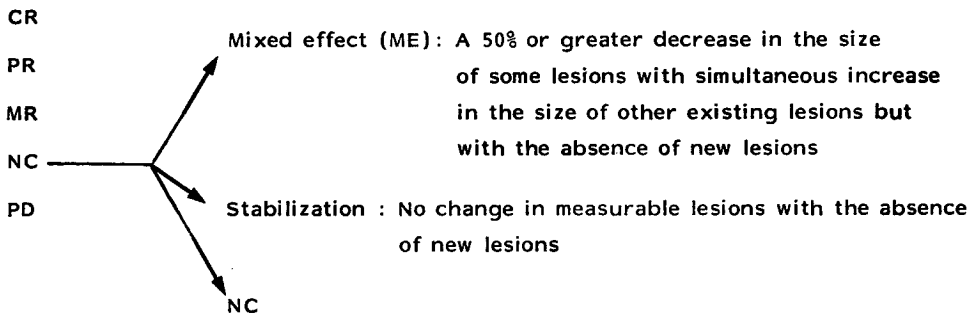 CR
Mixed effect (ME): A 50% or greater decrease in the size
PR
of some lesions with simultaneous increase
MR
in the size of other existing lesions but
with the absence of new lesions
NC
PD
Stabilization : No change in measurable lesions with the absence
of new lesions
NC